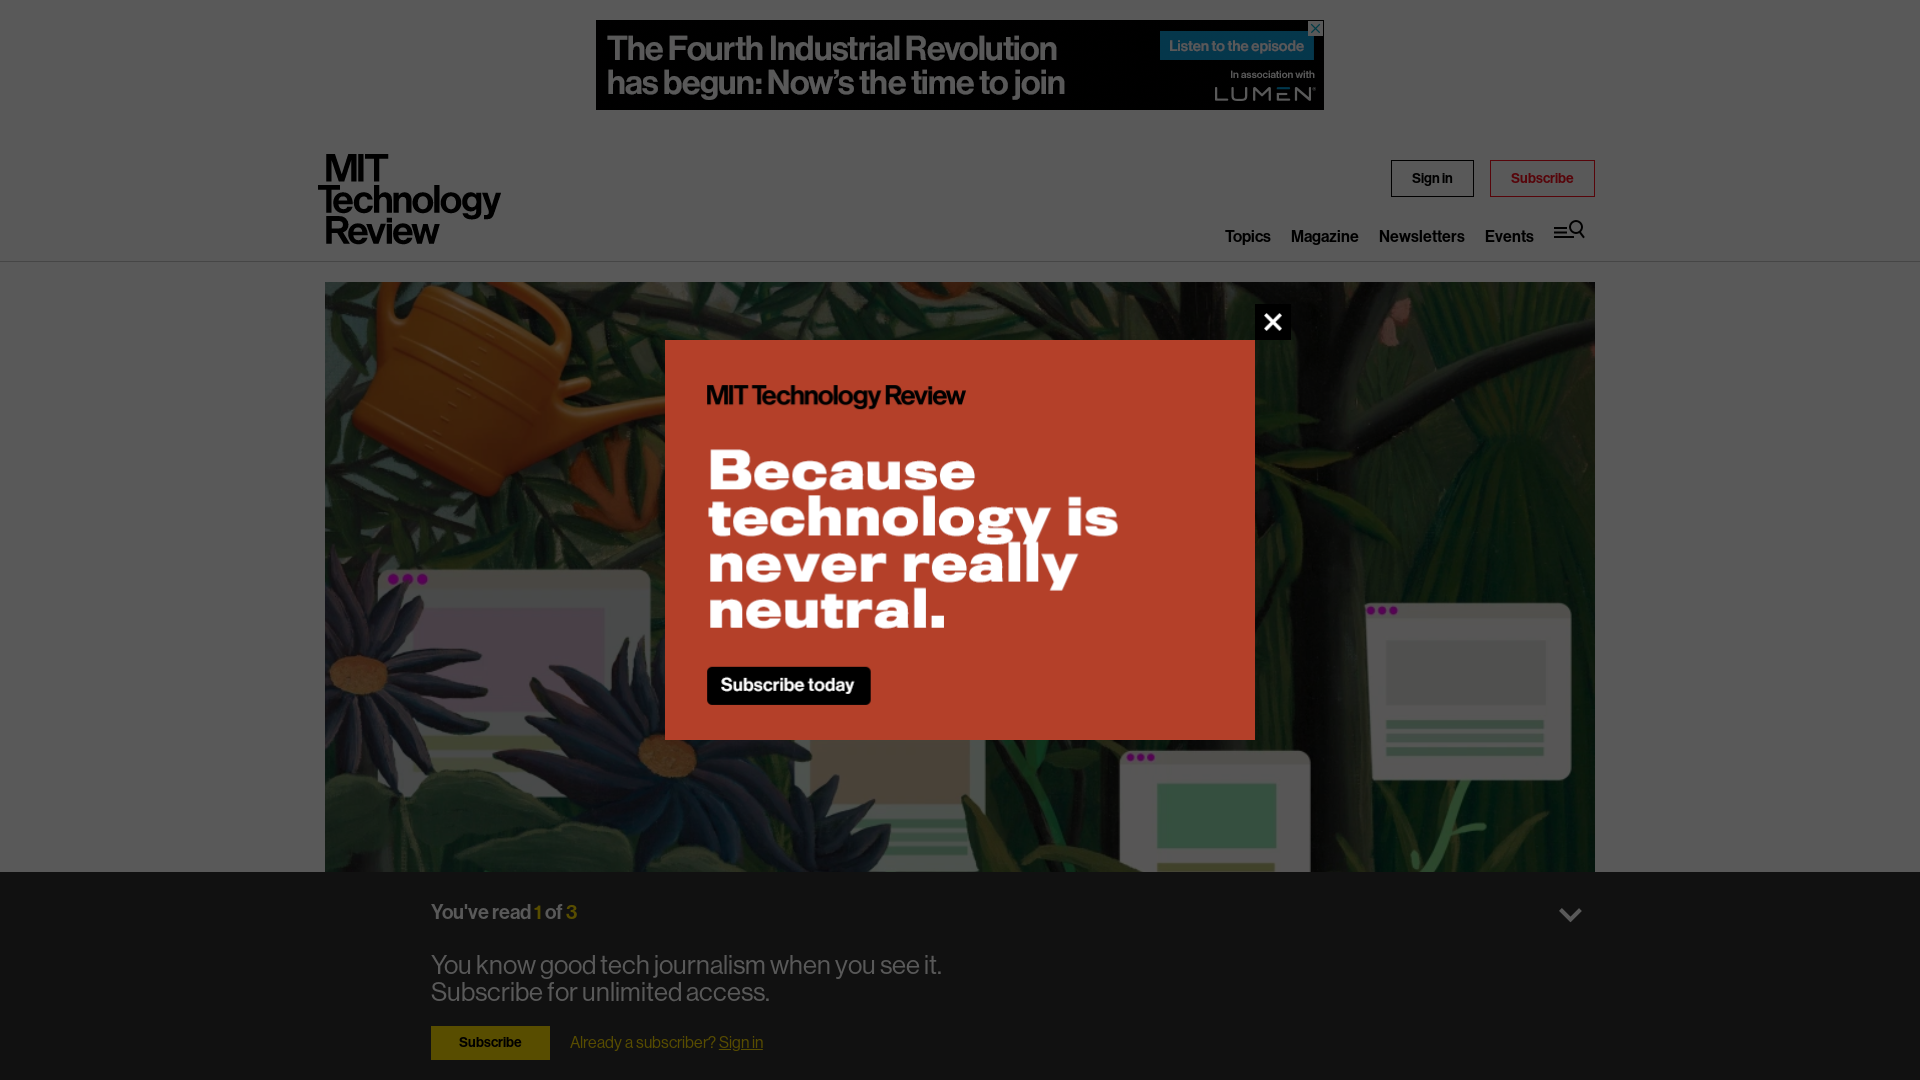 The Fourth Industrial Revolution
has begun: Now's the time to join
Listen to the episode
In association with
LUMEN
MIT
Technology
Review
Sign in
Subscribe
Topics
Magazine
Newsletters
Events
MIT Technology Review
Because
technology is
never really
neutral.
Subscribe today
You've read 1 of 3
You know good tech journalism when you see it.
Subscribe for unlimited access.
Subscribe
Already a subscriber? Sign in